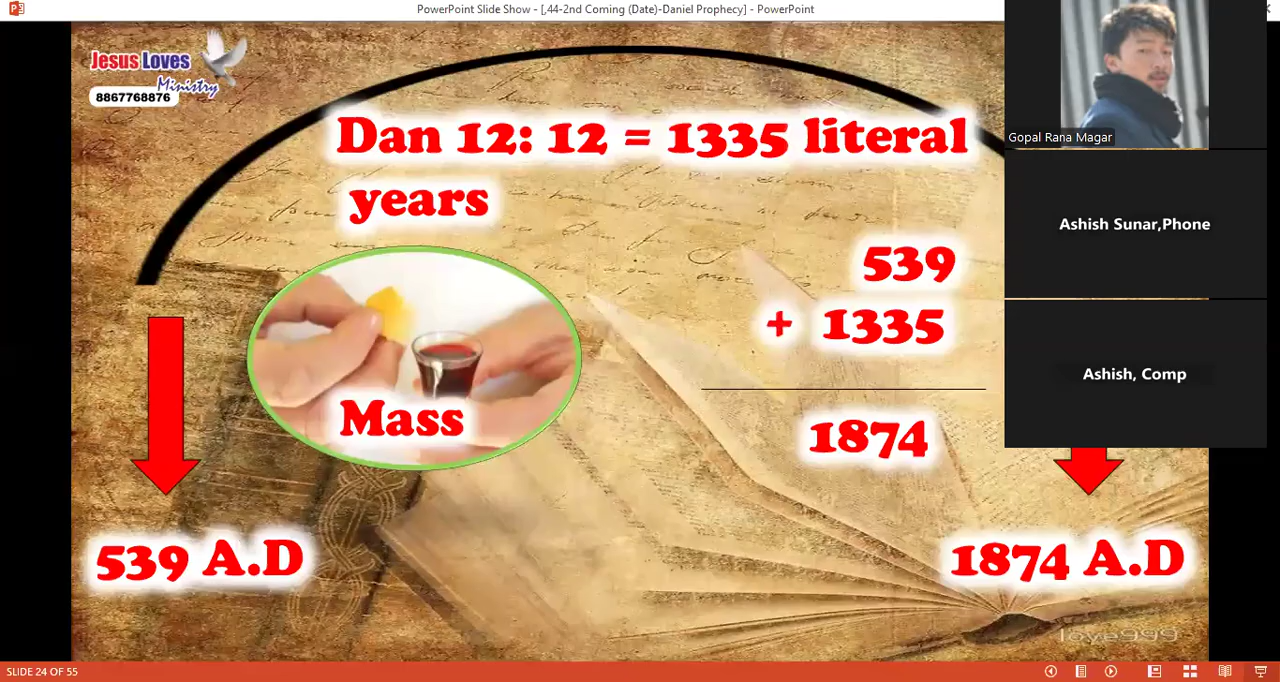 PowerPoint Slide Show - [.44-2nd Corning (Date)-Daniel Prophecy] - PowerPoint
Jesus Loves
Ministry
8867768876
Dan 12: 12 = 1335 literal
years
539
+ 1335
1874
Mass
539 A.D
1874 A.D
love999
Gopal Rana Magar
Ashish Sunar,Phone
Ashish, Comp
SLIDE 24 OF 55